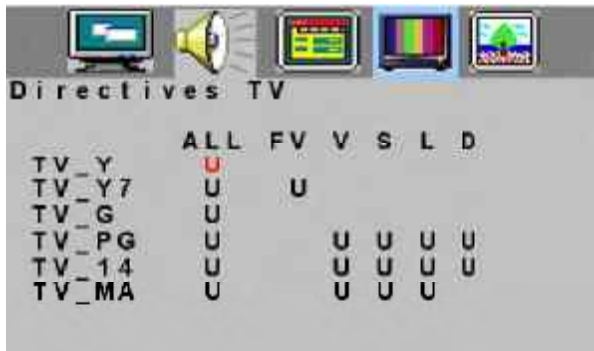 Directives TV
ALL FV V S L D
TV_Y U
TV_Y7 U U
TV_G U
TV_PG U U U U U
TV_14 U U U U U
TV_MA U U U U